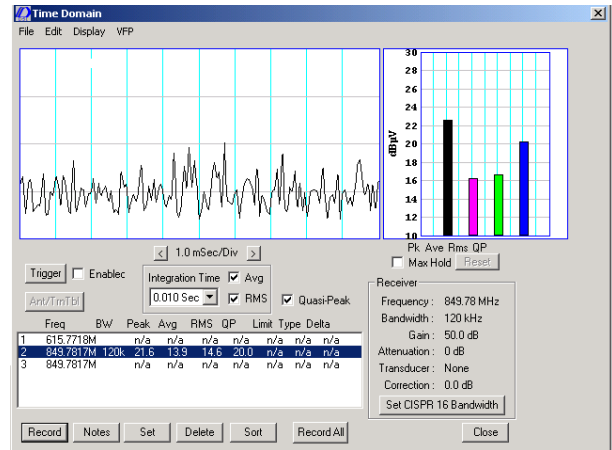 Time Domain
File Edit Display VFP
30
28
26
24
22
20
18
16
14
12
10
dBµV
Pk Ave Rms QP
< 1.0 mSec/Div >
Max Hold Reset
Trigger Enablec
Integration Time Avg
0.010 Sec RMS
Quasi-Peak
Ant/TrnTbl
Receiver
Frequency : 849.78 MHz
Bandwidth : 120 kHz
Gain : 50.0 dB
Attenuation : 0 dB
Transducer : None
Correction : 0.0 dB
Set CISPR 16 Bandwidth
Freq BW Peak Avg RMS QP Limit Type Delta
1 615.7718M n/a n/a n/a n/a n/a n/a n/a
2 849.7817M 120k 21.6 13.9 14.6 20.0 n/a n/a n/a
3 849.7817M n/a n/a n/a n/a n/a n/a n/a
Record Notes Set Delete Sort Record All Close